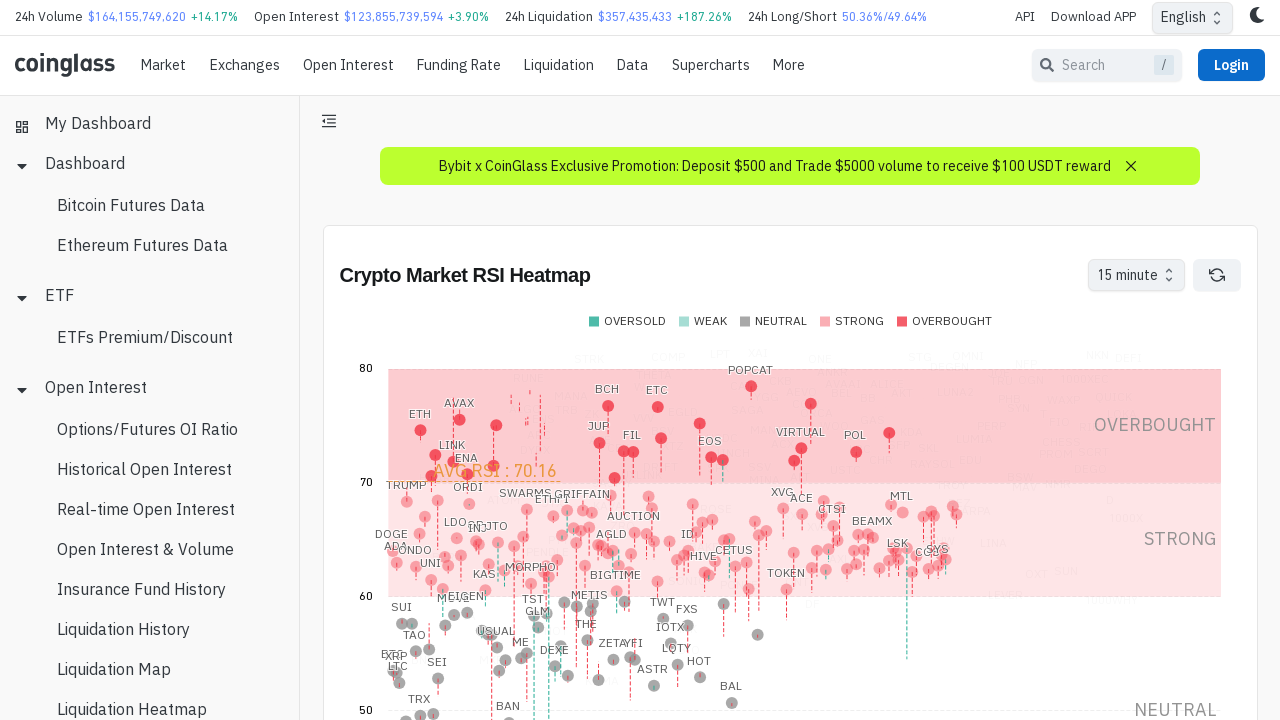 24h Volume $164,155,749,620 +14.17% Open Interest $123,855,739,594 +3.90% 24h Liquidation $357,435,433 +187.26% 24h Long/Short 50.36%/49.64% API Download APP English
coinglass Market Exchanges Open Interest Funding Rate Liquidation Data Supercharts More Search / Login
My Dashboard
Dashboard
Bitcoin Futures Data
Ethereum Futures Data
ETF
ETFs Premium/Discount
Open Interest
Options/Futures OI Ratio
Historical Open Interest
Real-time Open Interest
Open Interest & Volume
Insurance Fund History
Liquidation History
Liquidation Map
Liquidation Heatmap
Bybit x CoinGlass Exclusive Promotion: Deposit $500 and Trade $5000 volume to receive $100 USDT reward
Crypto Market RSI Heatmap
15 minute
OVERSOLD WEAK NEUTRAL STRONG OVERBOUGHT
80
POPCAT
BCH ETC
AVAX
ETH
JUP FIL VIRTUAL POL
OVERBOUGHT
LINK EOS
ENA
AVG RSI : 70.16
70
TRUMP ORDI
SWARMS GRIFFAIN XVG
ETHFI ACE MTL
CTSI
LDO AUCTION BEAMX
INJ JTO
DOGE AGLD ID
STRONG
ADA ONDO CETUS LSK
HIVE SYS
UNI MORPHO
KAS BIGTIME TOKEN
60
EIGEN METIS
TST TWT
SUI GLM FXS
THE IOTX
TAO USUAL
ME ZETA YFI
DEXE LQTY
XRP SEI HOT
LTC ASTR
BAL
TRX BAN
50
NEUTRAL